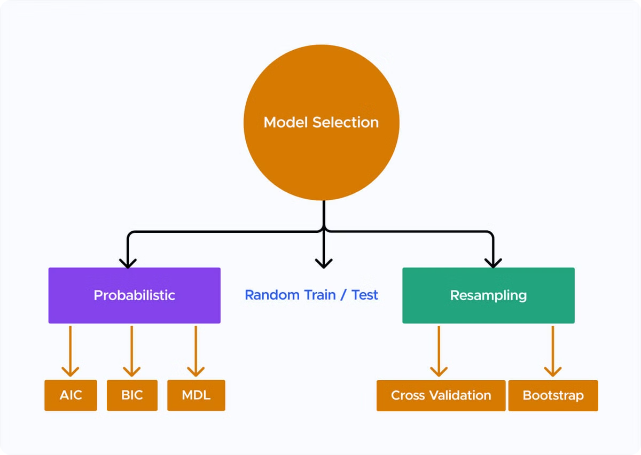 Model Selection
Probabilistic
Random Train / Test
Resampling
AIC
BIC
MDL
Cross Validation
Bootstrap